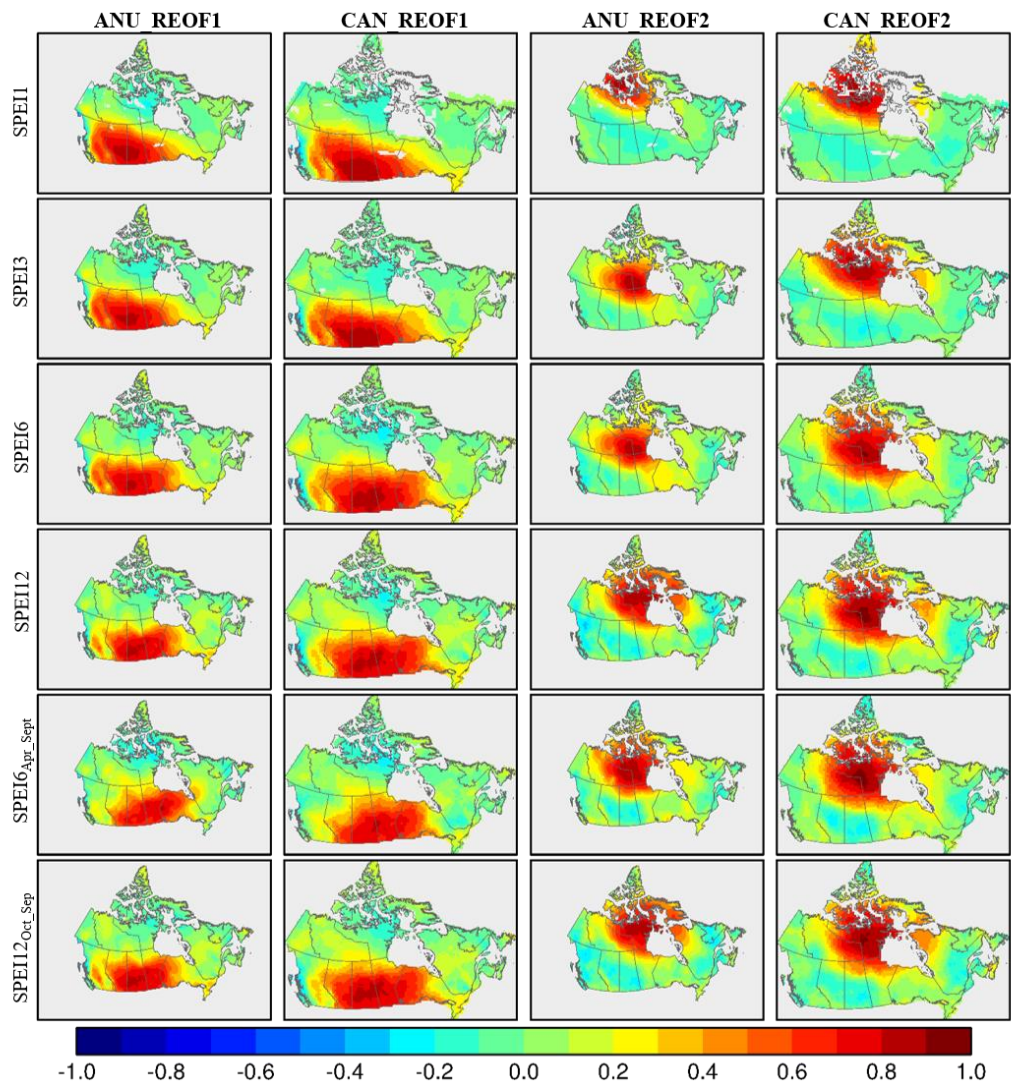 ANU_REOF1 CAN_REOF1 ANU_REOF2 CAN_REOF2
SPEI1
SPEI3
SPEI6
SPEI12
SPEI6Apr_Sept
SPEI12Oct_Sep
-1.0 -0.8 -0.6 -0.4 -0.2 0.0 0.2 0.4 0.6 0.8 1.0